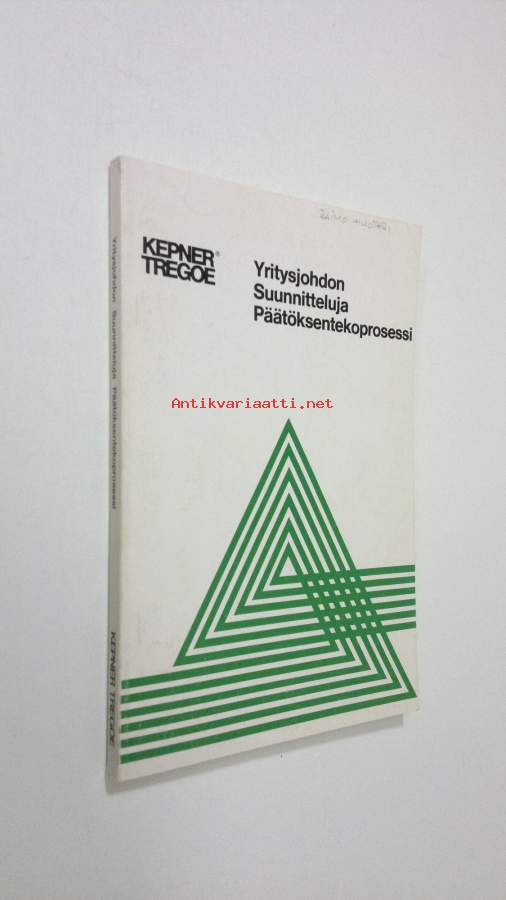 KEPNER®
TREGOE
Yritysjohdon
Suunnitteluja
Päätöksentekoprosessi
Antikvariaatti.net
Yritysjohdon Suunnitteluja Päätöksentekoprosessi
KEPNER TREGOE